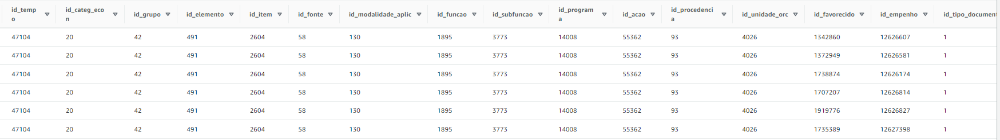 id_tempo id_categ_econ id_grupo id_elemento id_item id_fonte id_modalidade_aplic id_funcao id_subfuncao id_programa id_acao id_procedencia id_unidade_orc id_favorecido id_empenho id_tipo_document
47104 20 42 491 2604 58 130 1895 3773 14008 55362 93 4026 1342860 12626607 1
47104 20 42 491 2604 58 130 1895 3773 14008 55362 93 4026 1372949 12626581 1
47104 20 42 491 2604 58 130 1895 3773 14008 55362 93 4026 1738874 12626174 1
47104 20 42 491 2604 58 130 1895 3773 14008 55362 93 4026 1707207 12626814 1
47104 20 42 491 2604 58 130 1895 3773 14008 55362 93 4026 1919776 12626827 1
47104 20 42 491 2604 58 130 1895 3773 14008 55362 93 4026 1735389 12627398 1